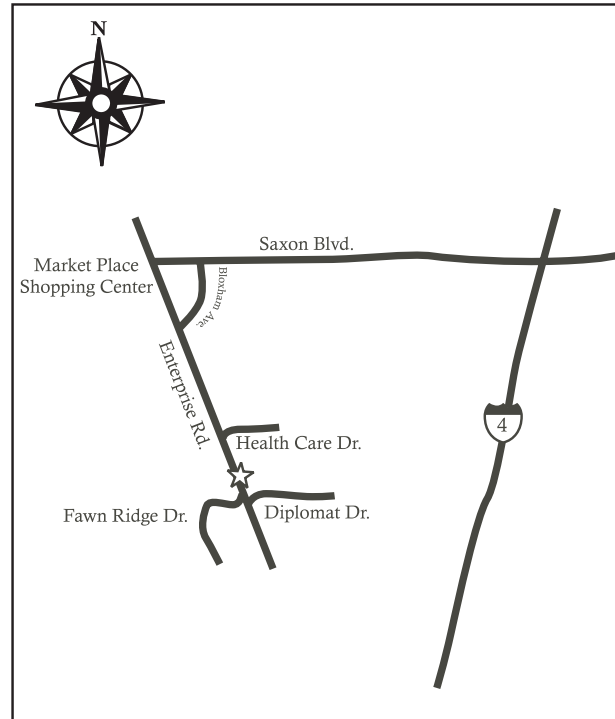 N
Saxon Blvd.
Market Place
Shopping Center
Bloxham Ave.
Enterprise Rd.
4
Health Care Dr.
Fawn Ridge Dr.
Diplomat Dr.